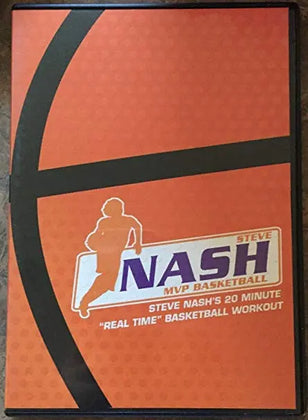 STEVE
NASH
MVP BASKETBALL
STEVE NASH'S 20 MINUTE
"REAL TIME" BASKETBALL WORKOUT